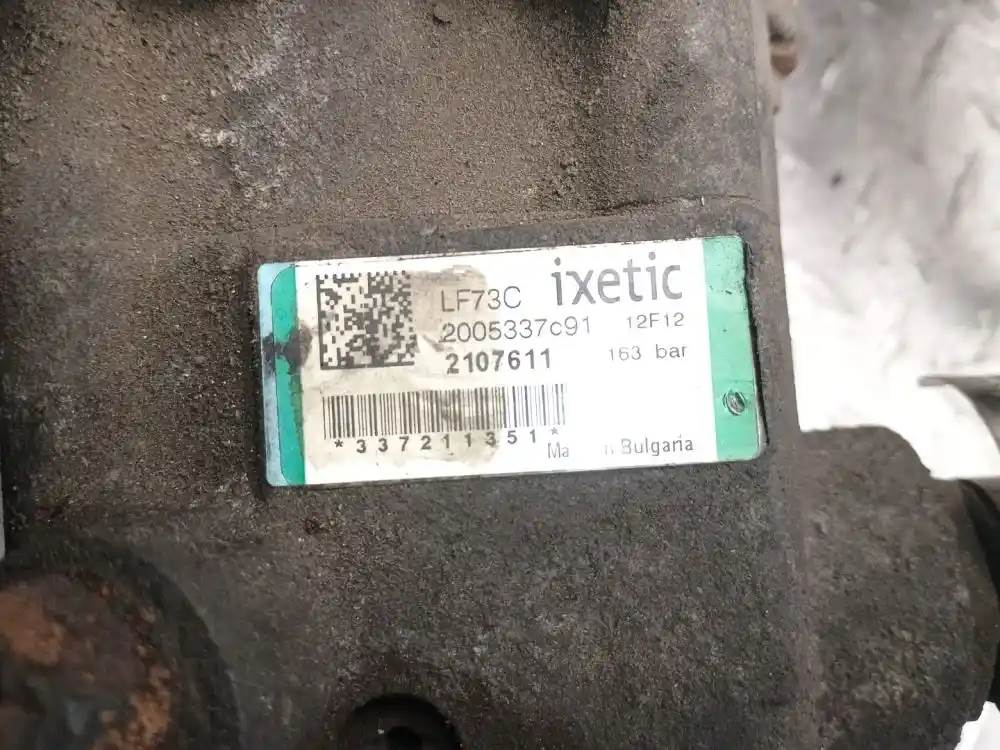 LF73C ixetic
2005337c91 12F12
2107611 163 bar
*337211351*
Bulgaria